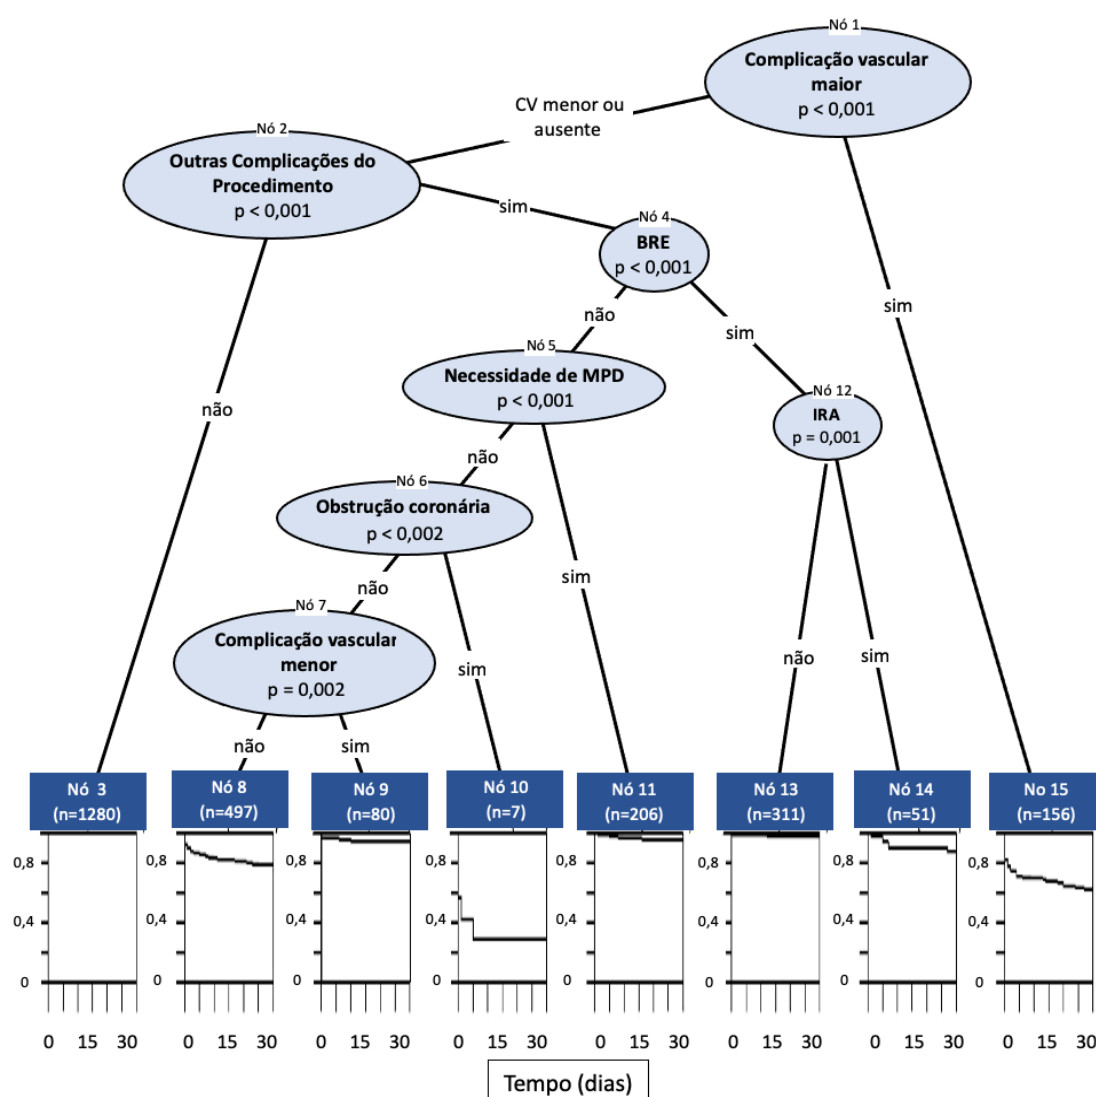 Nó 1
Complicação vascular
maior
p < 0,001
CV menor ou
ausente
Nó 2
Outras Complicações do
Procedimento
p < 0,001
sim
Nó 4
BRE
p < 0,001
não
sim
sim
Nó 5
Necessidade de MPD
p < 0,001
Nó 12
IRA
p = 0,001
não
não
Nó 6
Obstrução coronária
p < 0,002
sim
não
Nó 7
Complicação vascular
menor
p = 0,002
sim
não
sim
não
sim
Nó 3
(n=1280)
Nó 8
(n=497)
Nó 9
(n=80)
Nó 10
(n=7)
Nó 11
(n=206)
Nó 13
(n=311)
Nó 14
(n=51)
No 15
(n=156)
0,8 0,8 0,8 0,8 0,8 0,8 0,8 0,8
0,4 0,4 0,4 0,4 0,4 0,4 0,4 0,4
0 0 0 0 0 0 0 0
0 15 30 0 15 30 0 15 30 0 15 30 0 15 30 0 15 30 0 15 30 0 15 30
Tempo (dias)